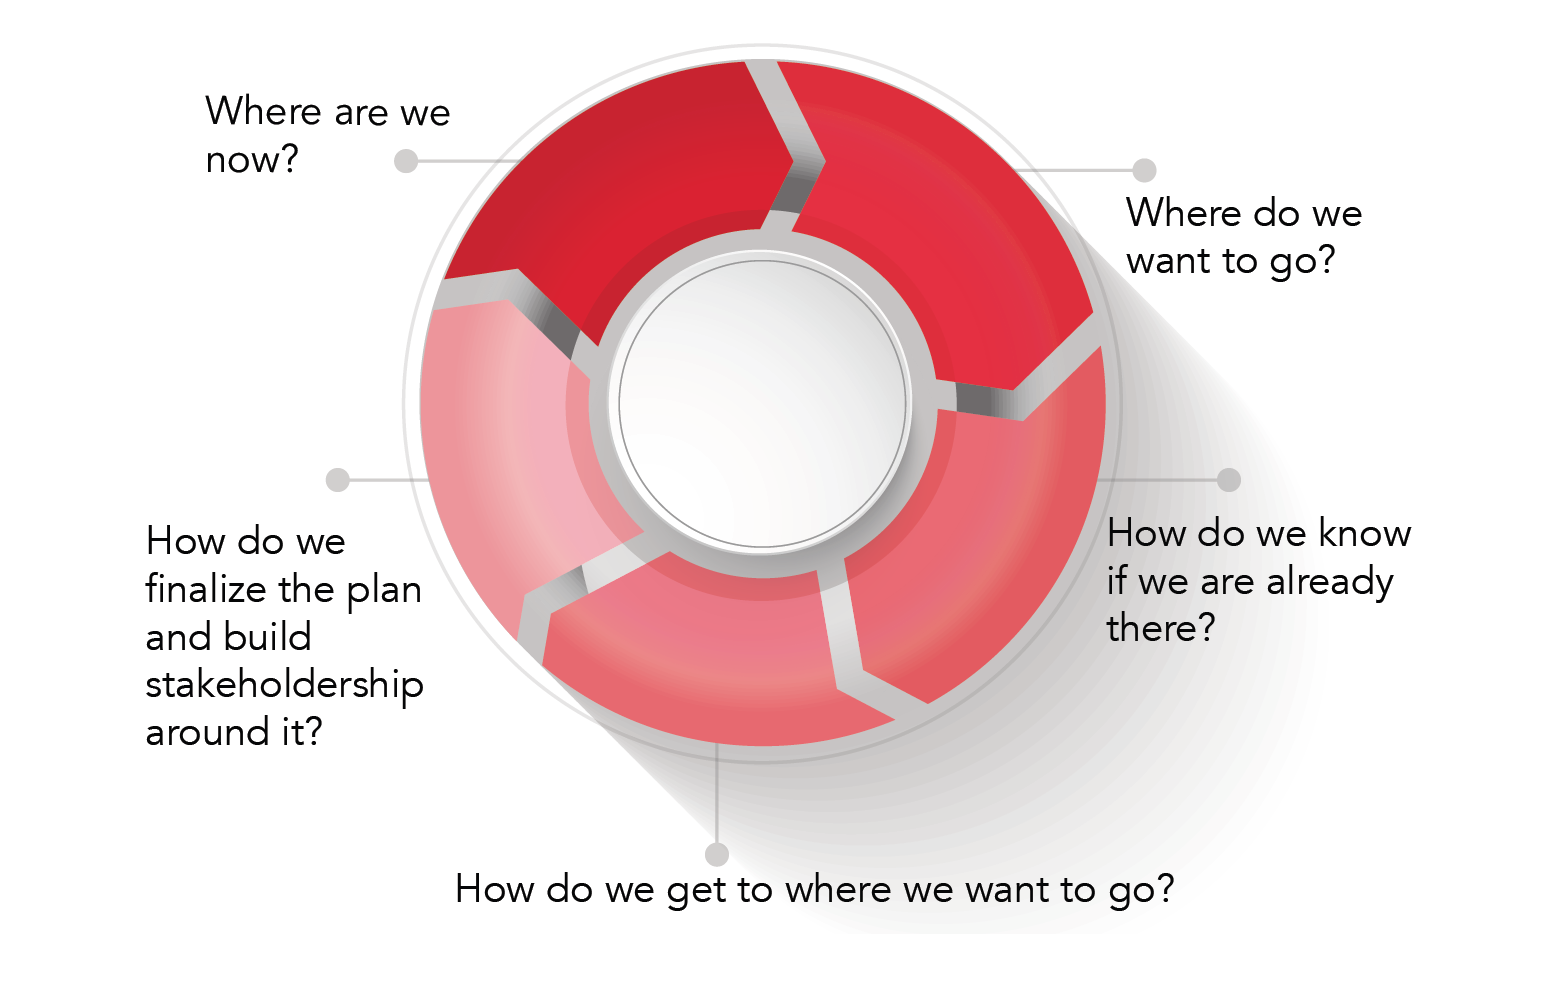 Where are we
now?
Where do we
want to go?
How do we know
if we are already
there?
How do we get to where we want to go?
How do we
finalize the plan
and build
stakeholdership
around it?